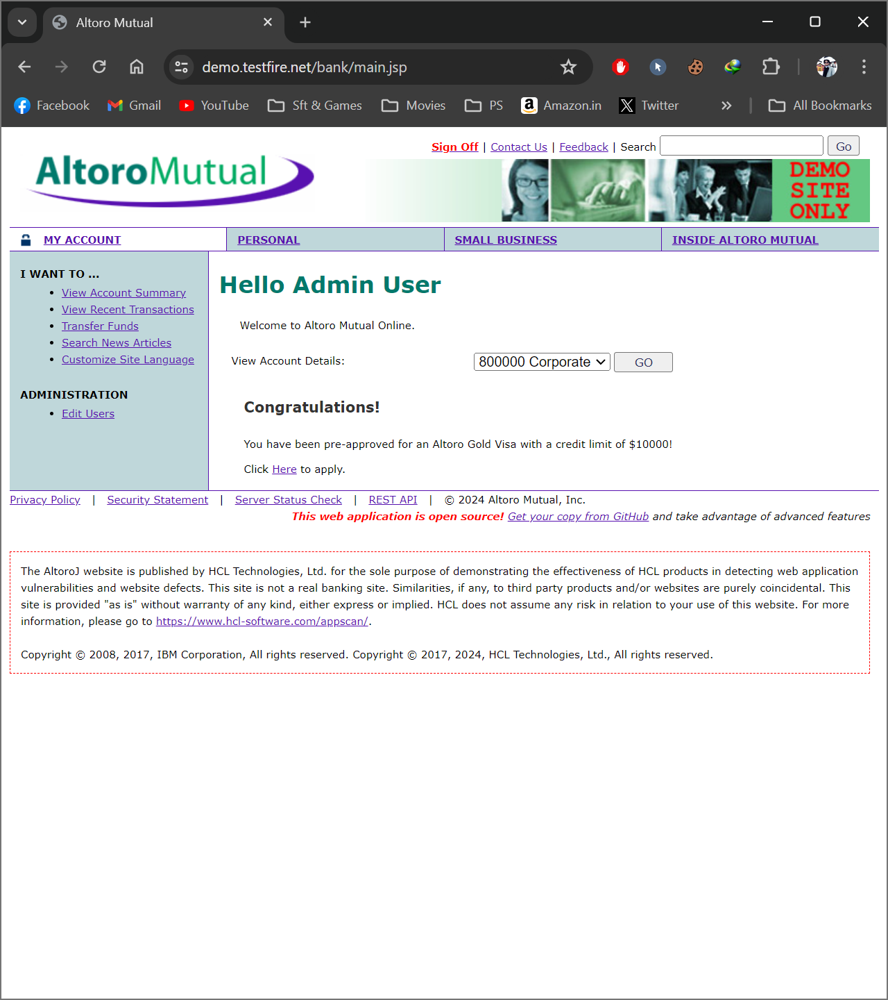 Altoro Mutual
demo.testfire.net/bank/main.jsp
Facebook Gmail YouTube Sft & Games Movies PS Amazon.in Twitter All Bookmarks
Sign Off | Contact Us | Feedback | Search Go
AltoroMutual
DEMO
SITE
ONLY
MY ACCOUNT PERSONAL SMALL BUSINESS INSIDE ALTORO MUTUAL
I WANT TO ...
View Account Summary
View Recent Transactions
Transfer Funds
Search News Articles
Customize Site Language
ADMINISTRATION
Edit Users
Hello Admin User
Welcome to Altoro Mutual Online.
View Account Details: 800000 Corporate GO
Congratulations!
You have been pre-approved for an Altoro Gold Visa with a credit limit of $10000!
Click Here to apply.
Privacy Policy | Security Statement | Server Status Check | REST API | © 2024 Altoro Mutual, Inc.
This web application is open source! Get your copy from GitHub and take advantage of advanced features
The AltoroJ website is published by HCL Technologies, Ltd. for the sole purpose of demonstrating the effectiveness of HCL products in detecting web application
vulnerabilities and website defects. This site is not a real banking site. Similarities, if any, to third party products and/or websites are purely coincidental. This
site is provided "as is" without warranty of any kind, either express or implied. HCL does not assume any risk in relation to your use of this website. For more
information, please go to https://www.hcl-software.com/appscan/.
Copyright © 2008, 2017, IBM Corporation, All rights reserved. Copyright © 2017, 2024, HCL Technologies, Ltd., All rights reserved.